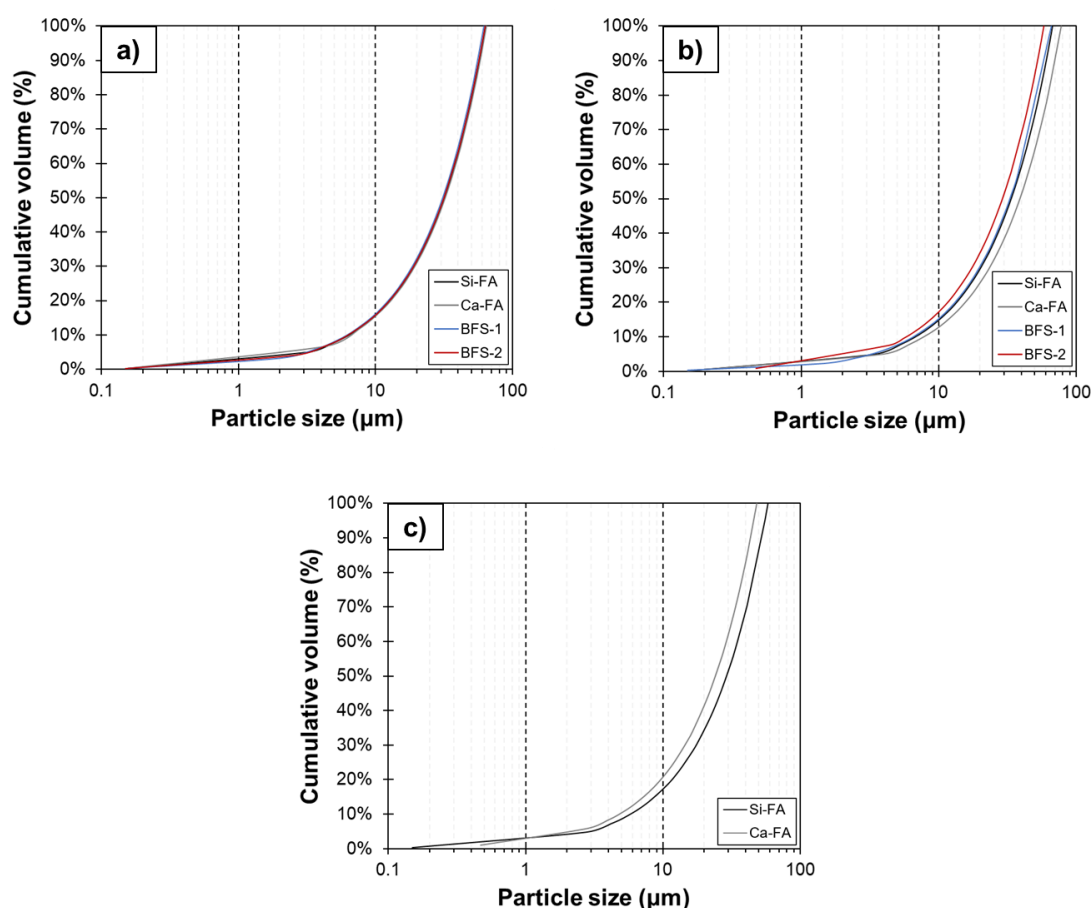 a)
Cumulative volume (%)
100%
90%
80%
70%
60%
50%
40%
30%
20%
10%
0%
Si-FA
Ca-FA
BFS-1
BFS-2
0.1 1 10 100
Particle size (µm)
b)
Cumulative volume (%)
100%
90%
80%
70%
60%
50%
40%
30%
20%
10%
0%
Si-FA
Ca-FA
BFS-1
BFS-2
0.1 1 10 100
Particle size (µm)
c)
Cumulative volume (%)
100%
90%
80%
70%
60%
50%
40%
30%
20%
10%
0%
Si-FA
Ca-FA
0.1 1 10 100
Particle size (µm)